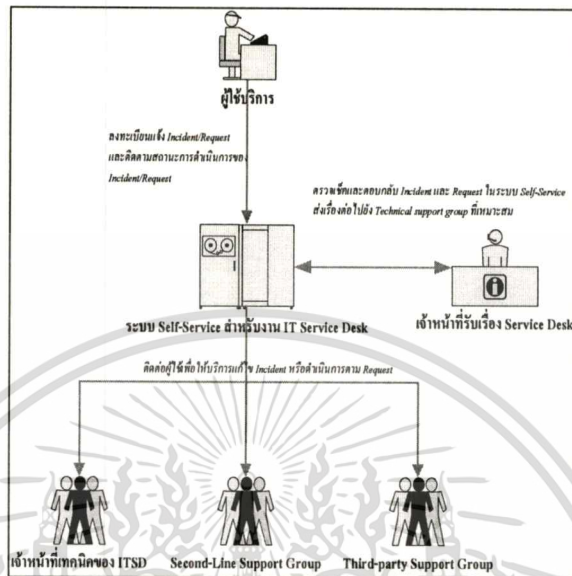 ผู้ใช้บริการ
ลงทะเบียนแจ้ง Incident/Request
และติดตามสถานะการดำเนินการของ
Incident/Request
ตรวจเช็คและตอบกลับ Incident และ Request ในระบบ Self-Service
ส่งเรื่องต่อไปยัง Technical support group ที่เหมาะสม
ระบบ Self-Service สำหรับงาน IT Service Desk
เจ้าหน้าที่รับเรื่อง Service Desk
ติดต่อผู้ใช้เพื่อให้บริการแก้ไข Incident หรือดำเนินการตาม Request
เจ้าหน้าที่เทคนิคของ ITSD
Second-Line Support Group
Third-party Support Group